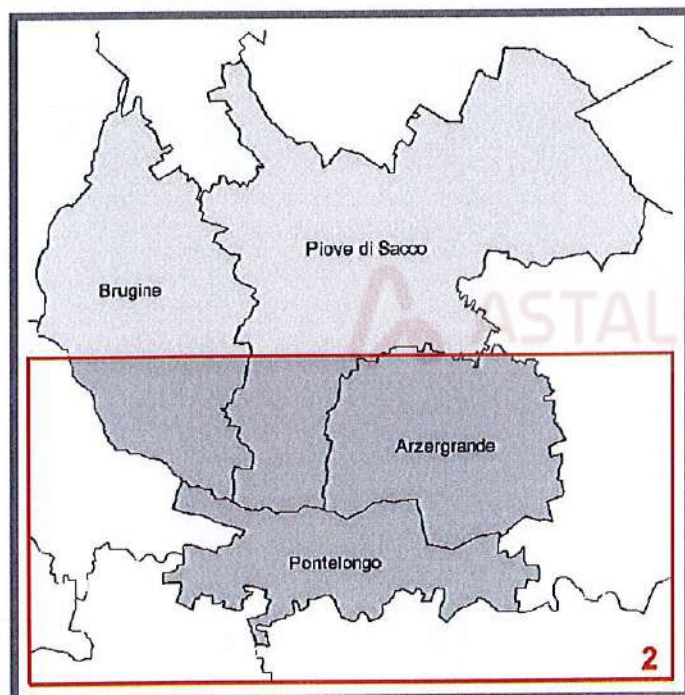 Piove di Sacco
Brugine
ASTAL
Arzergrande
Pontelongo
2